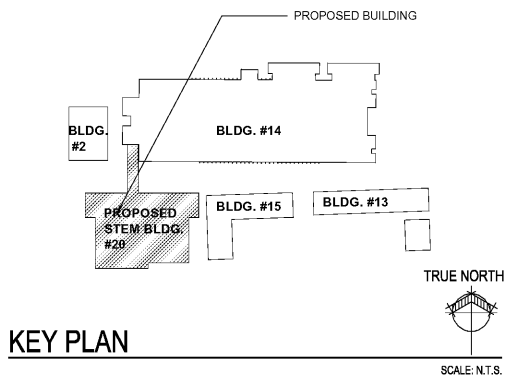 PROPOSED BUILDING
BLDG.
#2
BLDG. #14
BLDG. #15
BLDG. #13
PROPOSED
STEM BLDG.
#20
TRUE NORTH
KEY PLAN
SCALE: N.T.S.